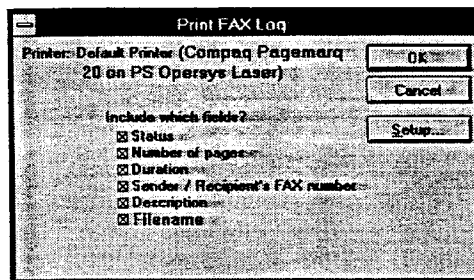 Print FAX Log
Printer: Default Printer (Compaq Pagemarq
20 on PS Opersys Laser)
OK
Cancel
Setup...
Include which fields?
Status
Number of pages
Duration
Sender / Recipient's FAX number
Description
Filename